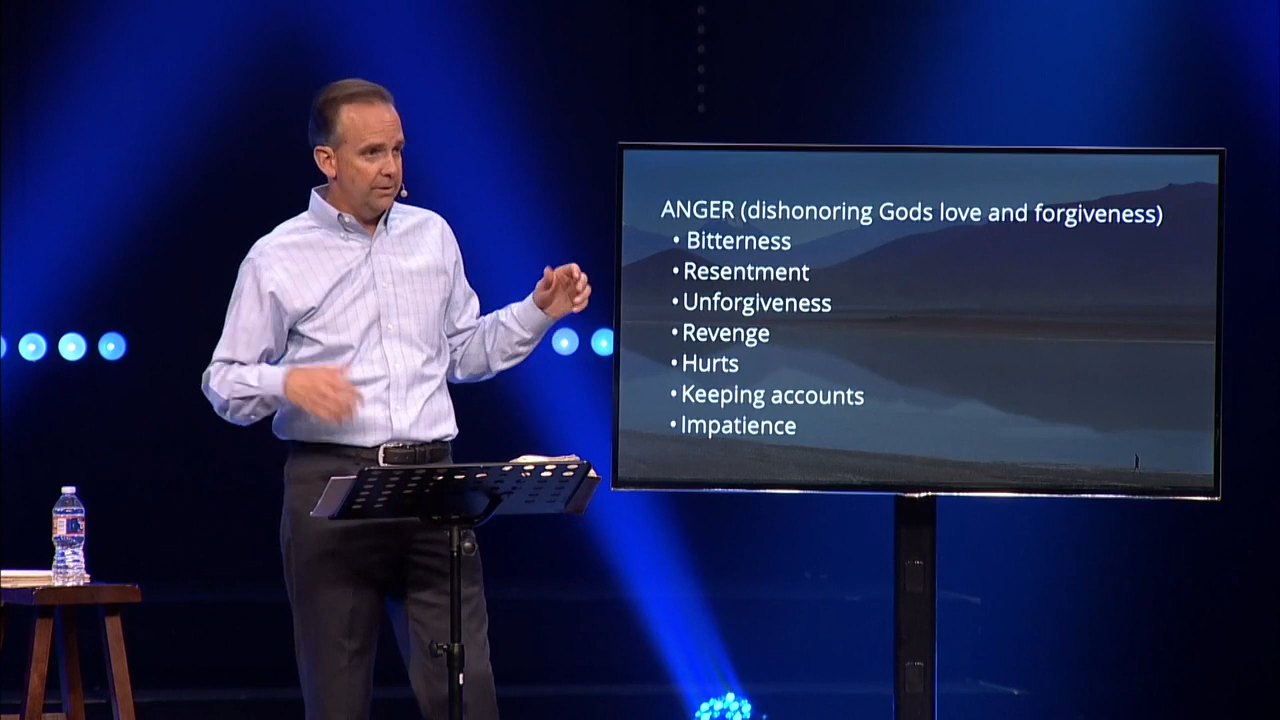 ANGER (dishonoring Gods love and forgiveness)
• Bitterness
• Resentment
• Unforgiveness
• Revenge
• Hurts
• Keeping accounts
• Impatience